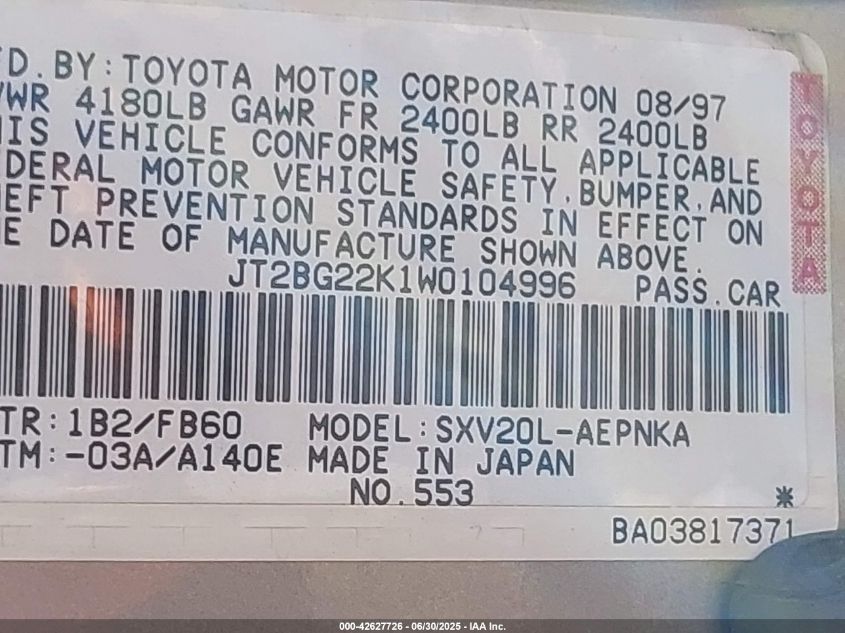 D. BY: TOYOTA MOTOR CORPORATION 08/97
WR 4180LB GAWR FR 2400LB RR 2400LB
IS VEHICLE CONFORMS TO ALL APPLICABLE
DERAL MOTOR VEHICLE SAFETY, BUMPER, AND
EFT PREVENTION STANDARDS IN EFFECT ON
E DATE OF MANUFACTURE SHOWN ABOVE.
JT2BG22K1W0104996 PASS. CAR
TR: 1B2/FB60 MODEL: SXV20L-AEPNKA
TM: -03A/A140E MADE IN JAPAN
NO. 553 *
BA03817371
TOYOTA
000-42627726 - 06/30/2025 - IAA Inc.